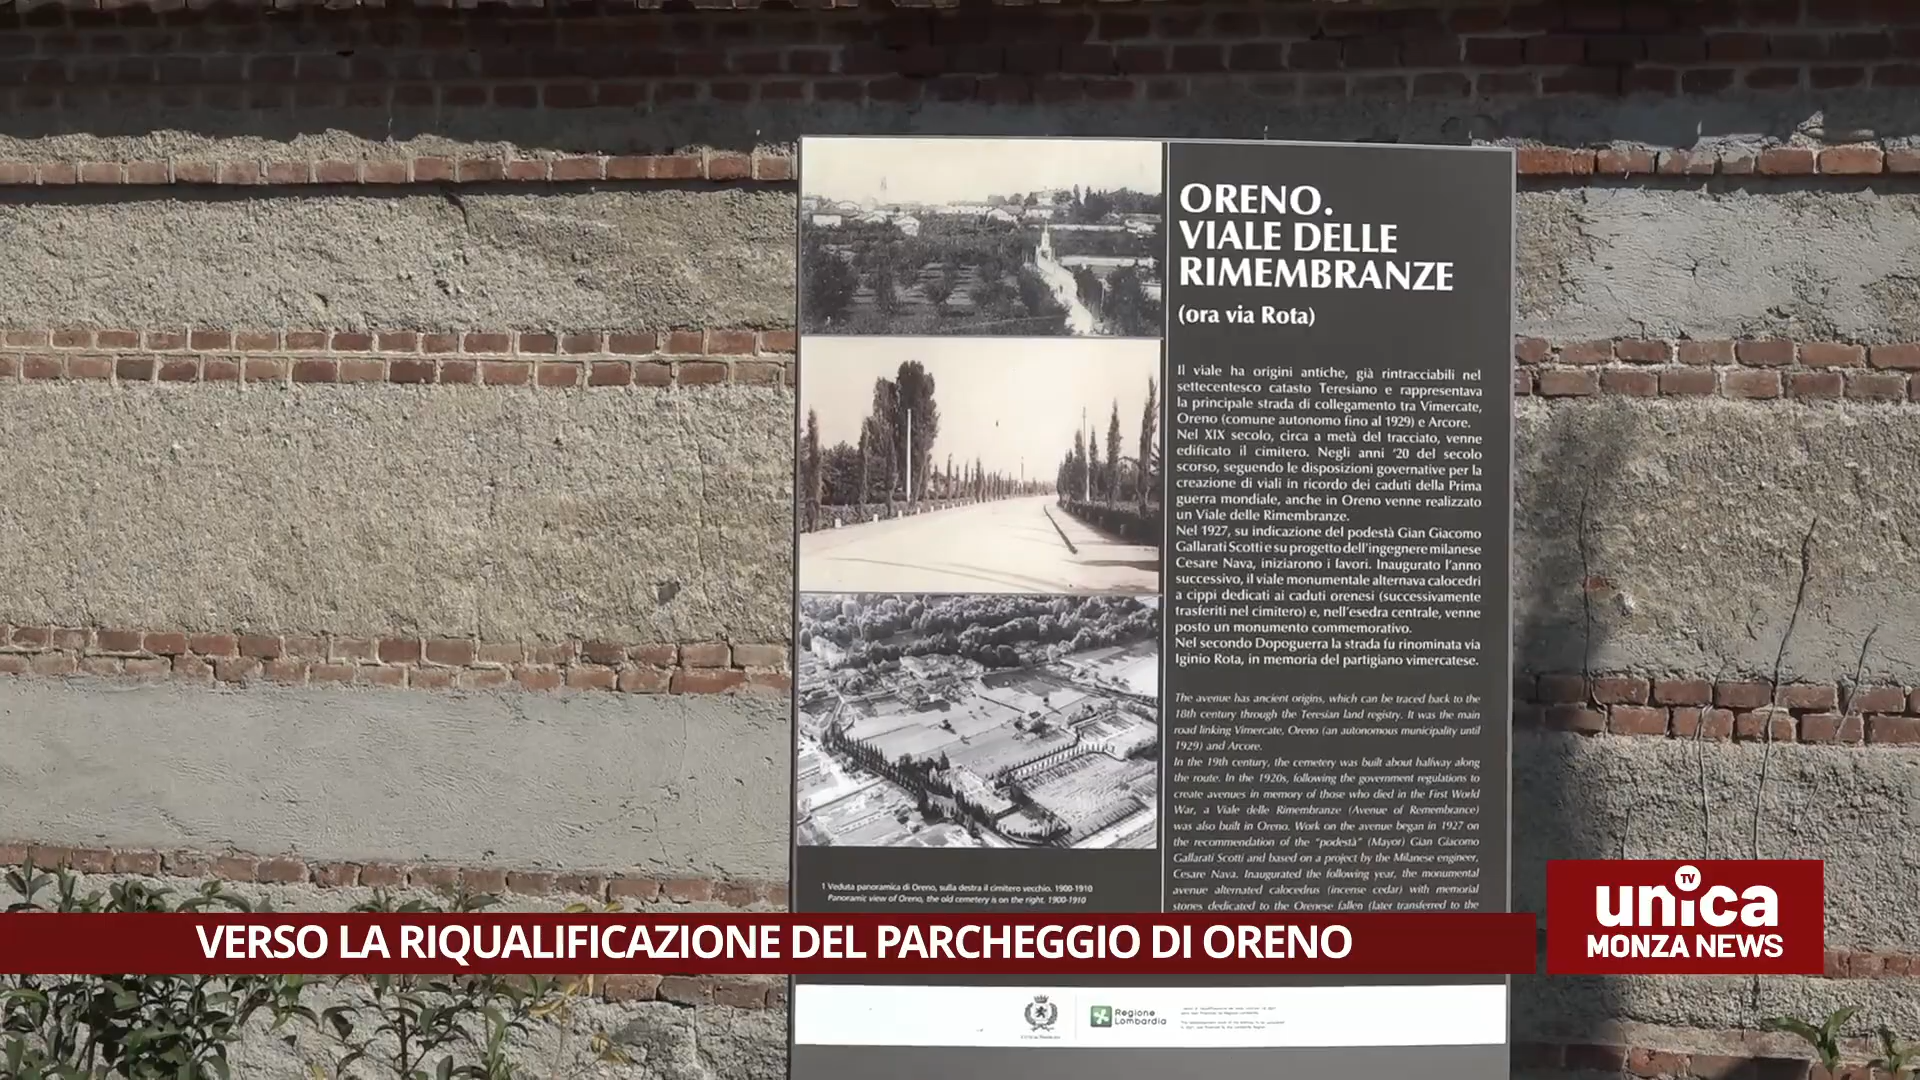 ORENO.
VIALE DELLE
RIMEMBRANZE
(ora via Rota)
Il viale ha origini antiche, già rintracciabili nel
settecentesco catasto Teresiano e rappresentava
la principale strada di collegamento tra Vimercate,
Oreno (comune autonomo fino al 1929) e Arcore.
Nel XIX secolo, circa a metà del tracciato, venne
edificato il cimitero. Negli anni '20 del secolo
scorso, seguendo le disposizioni governative per la
creazione di viali in ricordo dei caduti della Prima
guerra mondiale, anche in Oreno venne realizzato
un Viale delle Rimembranze.
Nel 1927, su indicazione del podestà Gian Giacomo
Gallarati Scotti e su progetto dell'ingegnere milanese
Cesare Nava, iniziarono i lavori. Inaugurato l'anno
successivo, il viale monumentale alternava calocedri
a cippi dedicati ai caduti orenesi (successivamente
trasferiti nel cimitero) e, nell'esedra centrale, venne
posto un monumento commemorativo.
Nel secondo Dopoguerra la strada fu rinominata via
Iginio Rota, in memoria del partigiano vimercatese.
The avenue has ancient origins, which can be traced back to the
18th century through the Teresian land registry. It was the main
road linking Vimercate, Oreno (an autonomous municipality until
1929) and Arcore.
In the 19th century, the cemetery was built about halfway along
the route. In the 1920s, following the government regulations to
create avenues in memory of those who died in the First World
War, a Viale delle Rimembranze (Avenue of Remembrance)
was also built in Oreno. Work on the avenue began in 1927 on
the recommendation of the "podestà" (Mayor) Gian Giacomo
Gallarati Scotti and based on a project by the Milanese engineer,
Cesare Nava. Inaugurated the following year, the monumental
avenue alternated calocedrus (incense cedar) with memorial
stones dedicated to the Orenese fallen (later transferred to the
1 Veduta panoramica di Oreno, sulla destra il cimitero vecchio. 1900-1910
Panoramic view of Oreno, the old cemetery is on the right. 1900-1910
VERSO LA RIQUALIFICAZIONE DEL PARCHEGGIO DI ORENO
TV
unica
MONZA NEWS
Regione
Lombardia